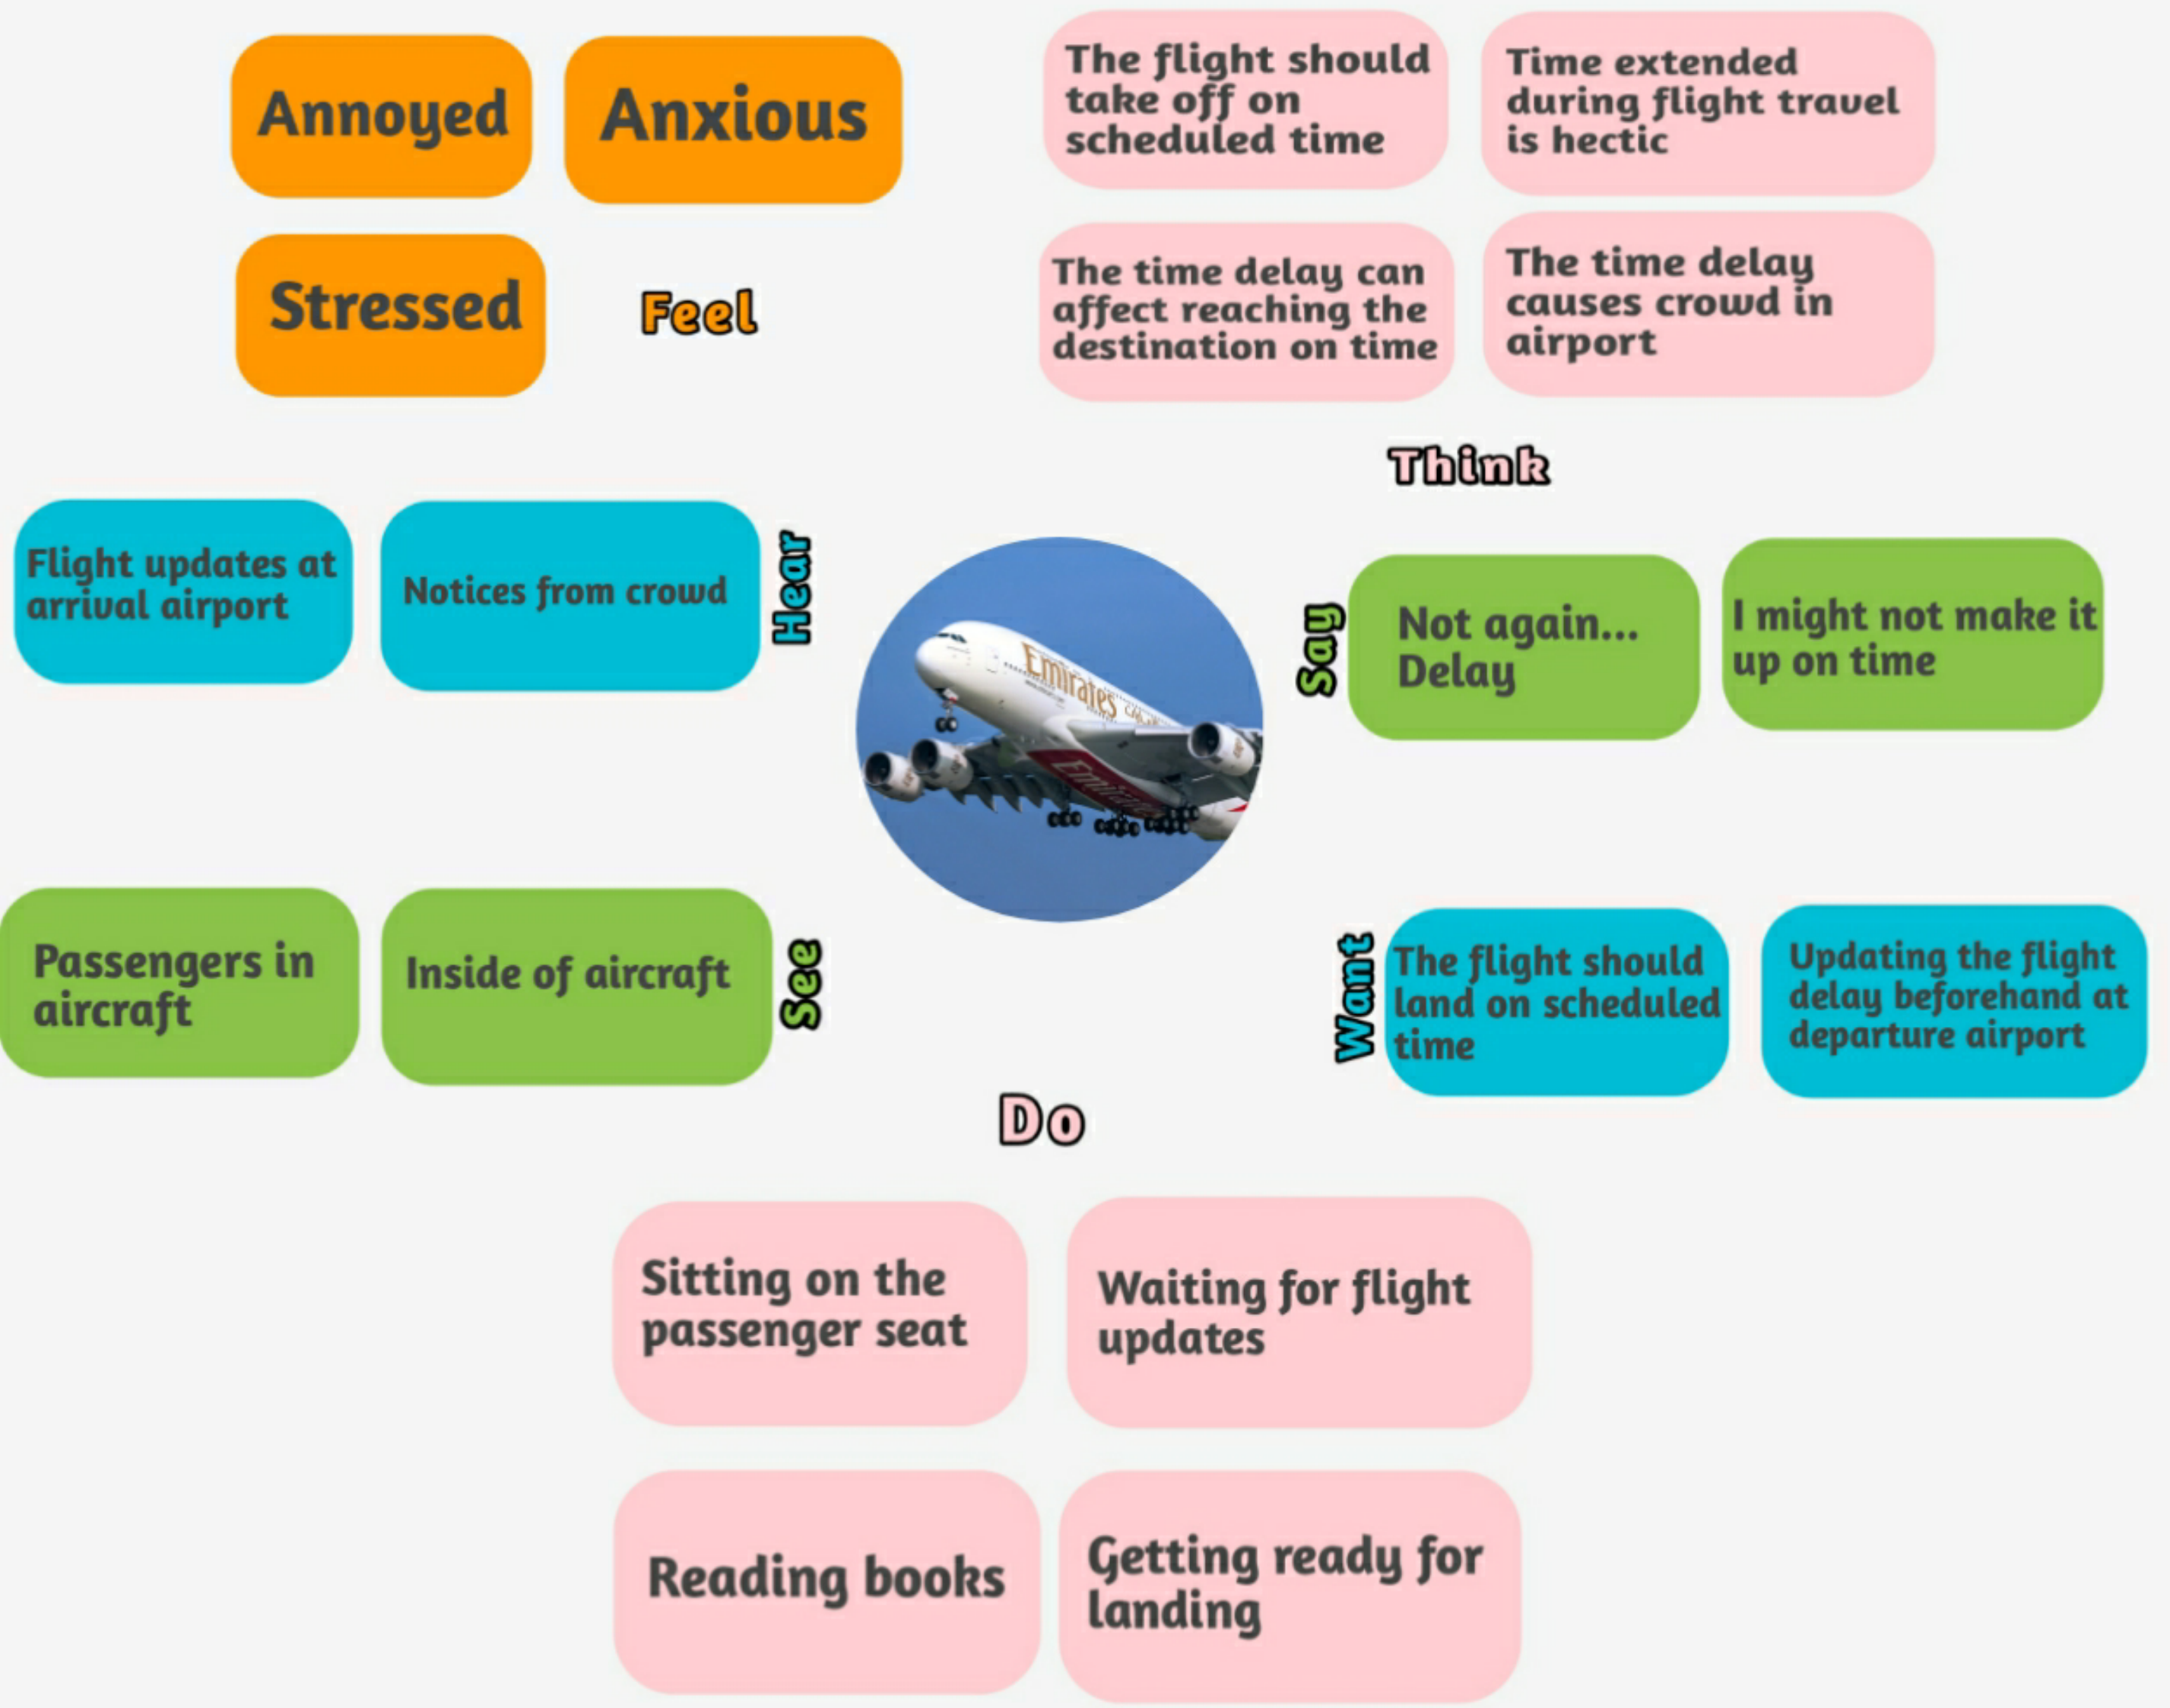 Annoyed
Anxious
Stressed
Feel
The flight should
take off on
scheduled time
Time extended
during flight travel
is hectic
The time delay can
affect reaching the
destination on time
The time delay
causes crowd in
airport
Think
Flight updates at
arrival airport
Notices from crowd
Hear
Emirates
Emirates
Say
Not again...
Delay
I might not make it
up on time
Passengers in
aircraft
Inside of aircraft
See
Want
The flight should
land on scheduled
time
Updating the flight
delay beforehand at
departure airport
Do
Sitting on the
passenger seat
Waiting for flight
updates
Reading books
Getting ready for
landing